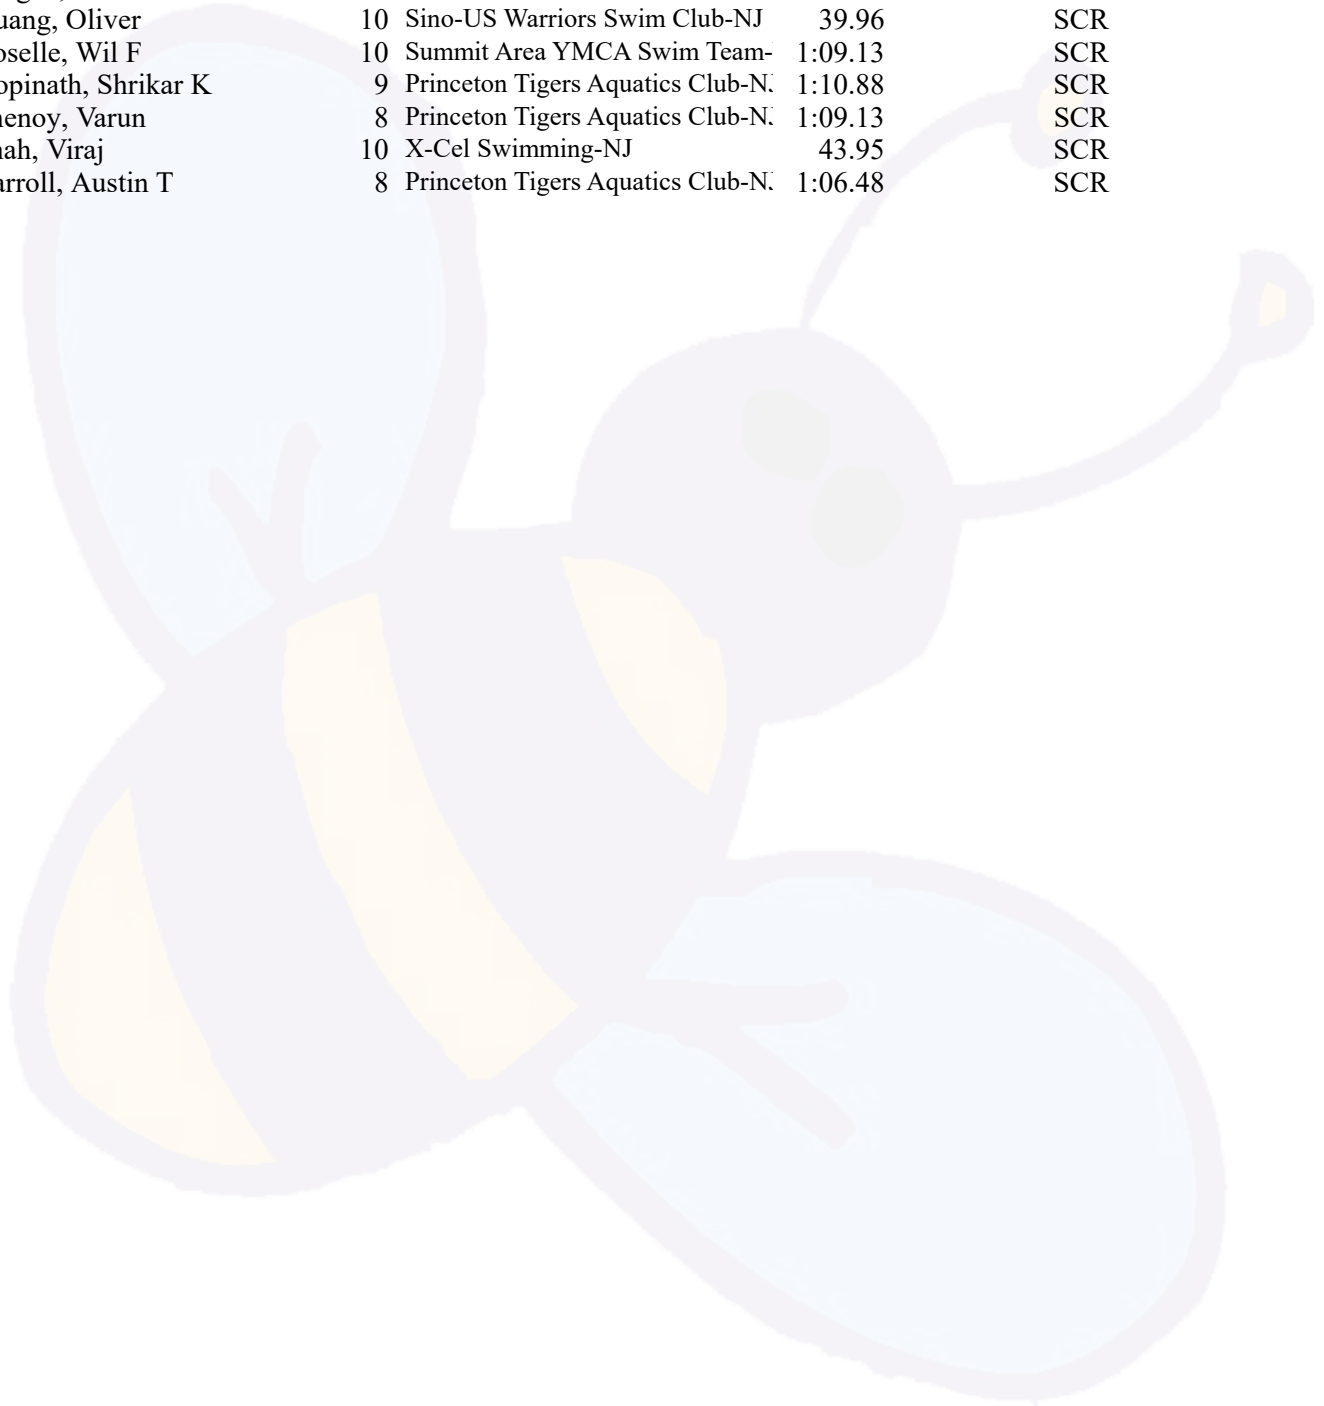 uang, Oliver 10 Sino-US Warriors Swim Club-NJ 39.96 SCR
oselle, Wil F 10 Summit Area YMCA Swim Team- 1:09.13 SCR
opinath, Shrikar K 9 Princeton Tigers Aquatics Club-N 1:10.88 SCR
henoy, Varun 8 Princeton Tigers Aquatics Club-N 1:09.13 SCR
hah, Viraj 10 X-Cel Swimming-NJ 43.95 SCR
arroll, Austin T 8 Princeton Tigers Aquatics Club-N 1:06.48 SCR